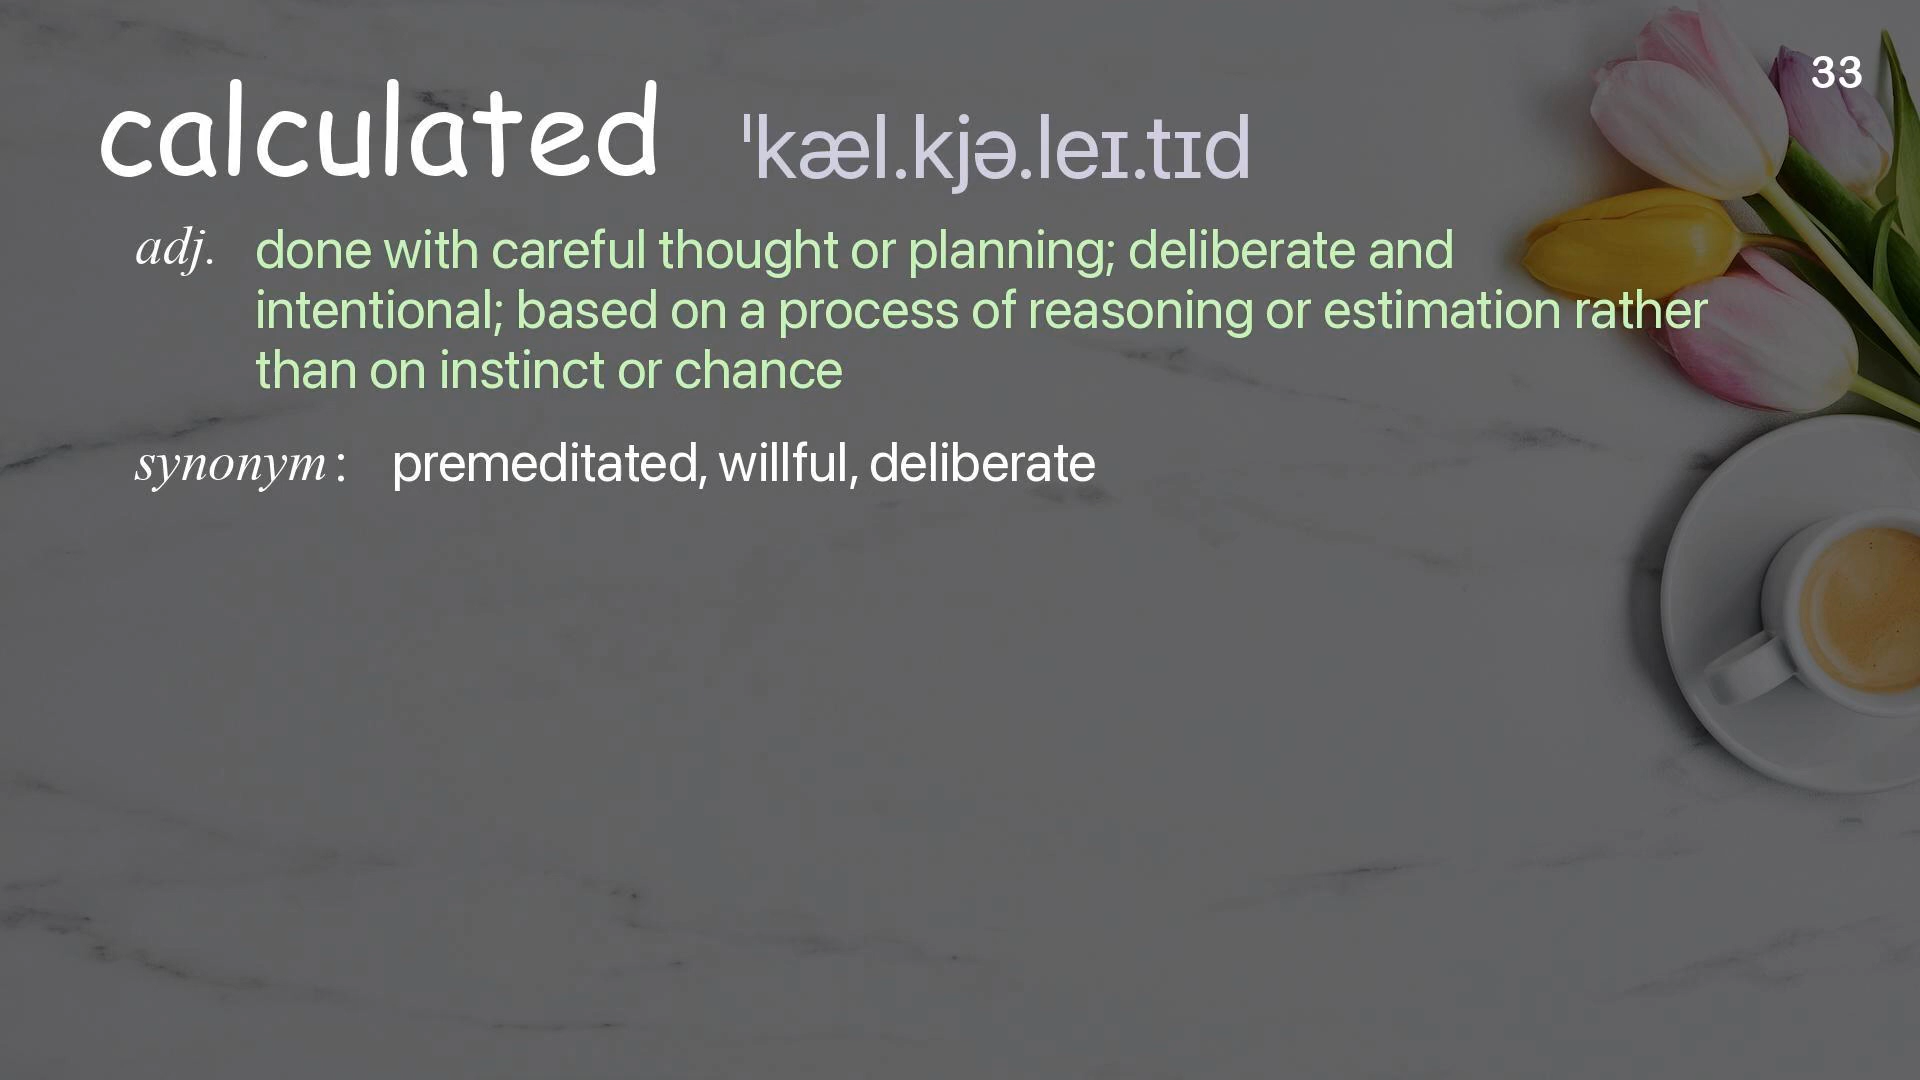 33
calculated ˈkæl.kjə.leɪ.tɪd
adj. done with careful thought or planning; deliberate and
intentional; based on a process of reasoning or estimation rather
than on instinct or chance
synonym: premeditated, willful, deliberate